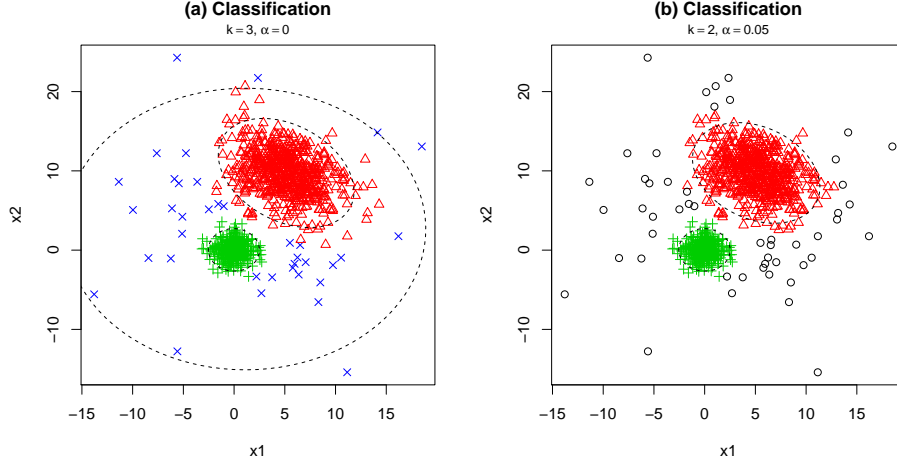 (a) Classification
k = 3, α = 0
x2
20
10
0
−10
−15
−10
−5
0
5
10
15
x1
(b) Classification
k = 2, α = 0.05
x2
20
10
0
−10
−15
−10
−5
0
5
10
15
x1